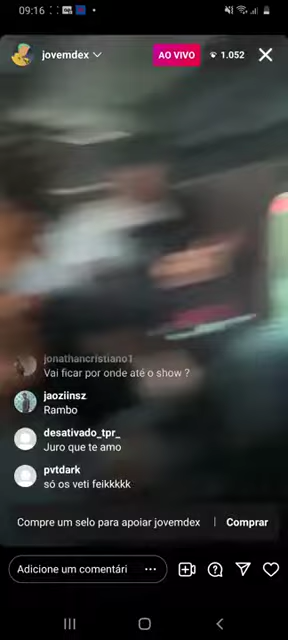 09:16
jovemdex
AO VIVO
1.052
jonathancristiano1
Vai ficar por onde até o show ?
jaoziinsz
Rambo
desativado_tpr_
Juro que te amo
pvtdark
só os veti feikkkkk
Compre um selo para apoiar jovemdex | Comprar
Adicione um comentári